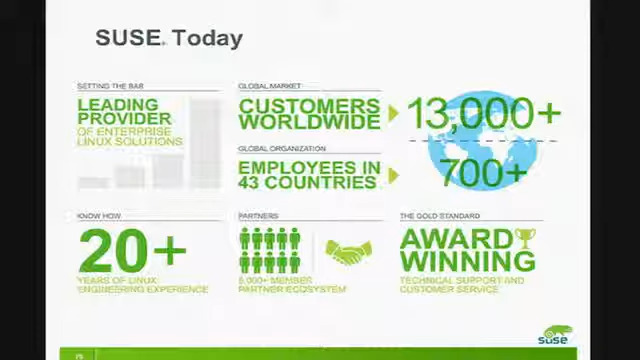 SUSE Today
SETTING THE BAR
LEADING
PROVIDER
OF ENTERPRISE
LINUX SOLUTIONS
GLOBAL MARKET
CUSTOMERS
WORLDWIDE
13,000+
GLOBAL ORGANIZATION
EMPLOYEES IN
43 COUNTRIES
700+
KNOW HOW
20+
YEARS OF LINUX
ENGINEERING EXPERIENCE
PARTNERS
5,000+ MEMBER
PARTNER ECOSYSTEM
THE GOLD STANDARD
AWARD
WINNING
TECHNICAL SUPPORT AND
CUSTOMER SERVICE
SUSE